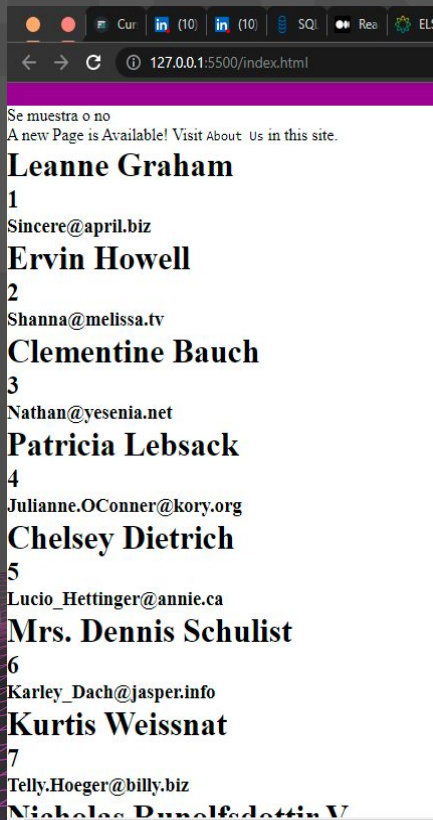 Cur
(10)
(10)
SQL
Rea
ELS
127.0.0.1:5500/index.html
Se muestra o no
A new Page is Available! Visit About Us in this site.
Leanne Graham
1
Sincere@april.biz
Ervin Howell
2
Shanna@melissa.tv
Clementine Bauch
3
Nathan@yesenia.net
Patricia Lebsack
4
Julianne.OConner@kory.org
Chelsey Dietrich
5
Lucio_Hettinger@annie.ca
Mrs. Dennis Schulist
6
Karley_Dach@jasper.info
Kurtis Weissnat
7
Telly.Hoeger@billy.biz
Nicholas Runolfsdottir V